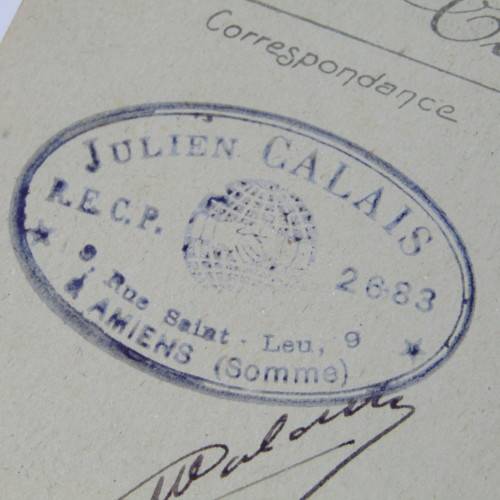 Correspondance
JULIEN CALAIS
R.E.C.P. 2683
9, Rue Saint-Leu, 9
à AMIENS (Somme)